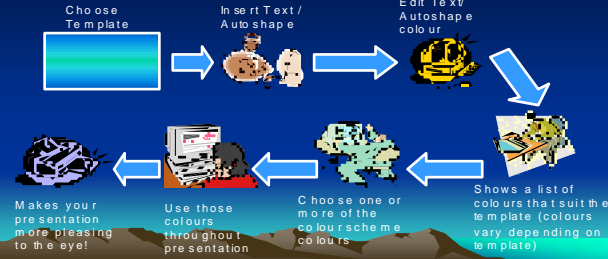 Choose
Template
Insert Text/
Autoshape
Edit Text/
Autoshape
colour
Shows a list of
colours that suit the
template (colours
vary depending on
template)
Choose one or
more of the
colour scheme
colours
Use those
colours
throughout
presentation
Makes your
presentation
more pleasing
to the eye!